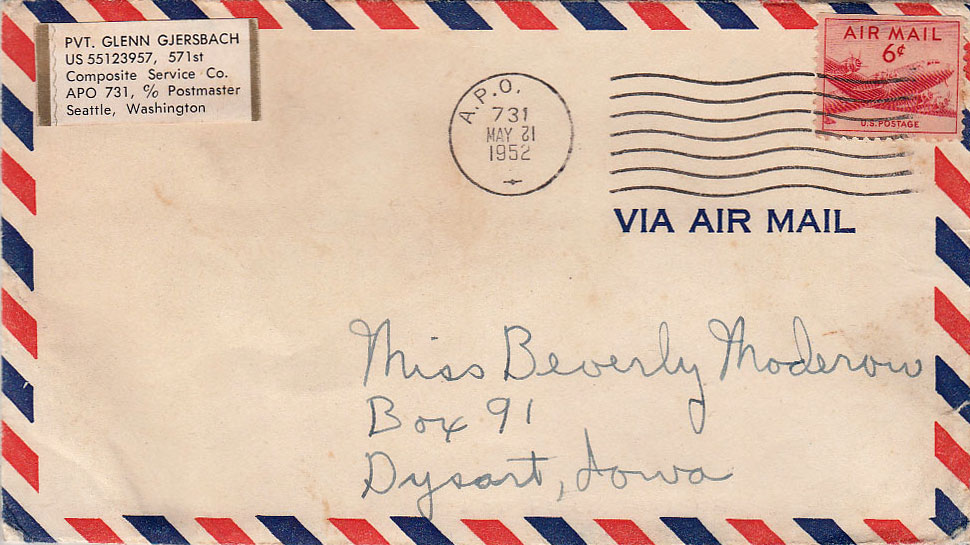 PVT. GLENN GJERSBACH
US 55123957, 571st
Composite Service Co.
APO 731, c/o Postmaster
Seattle, Washington
A.P.O.
731
MAY 21
1952
AIR MAIL
6¢
U.S. POSTAGE
VIA AIR MAIL
Miss Beverly Moderow
Box 91
Dysart, Iowa